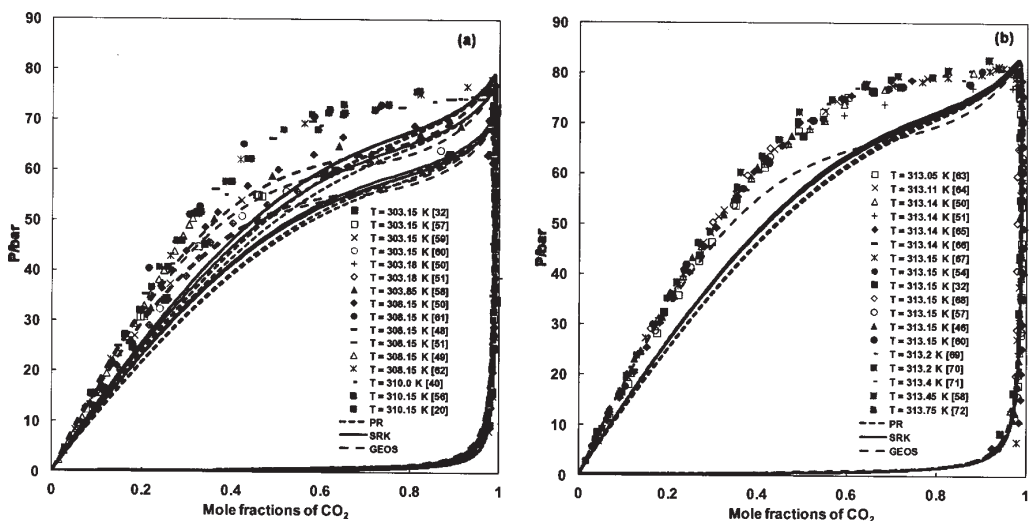 (a)
90
80
70
60
50
40
30
20
10
0
P/bar
0
0.2
0.4
0.6
0.8
1
Mole fractions of CO2
T = 303.15 K [32]
T = 303.15 K [57]
T = 303.15 K [59]
T = 303.15 K [60]
T = 303.18 K [50]
T = 303.18 K [51]
T = 303.85 K [58]
T = 308.15 K [50]
T = 308.15 K [61]
T = 308.15 K [48]
T = 308.15 K [51]
T = 308.15 K [49]
T = 308.15 K [62]
T = 310.0 K [40]
T = 310.15 K [56]
T = 310.15 K [20]
PR
SRK
GEOS
(b)
90
80
70
60
50
40
30
20
10
0
P/bar
0
0.2
0.4
0.6
0.8
1
Mole fractions of CO2
T = 313.05 K [63]
T = 313.11 K [64]
T = 313.14 K [50]
T = 313.14 K [51]
T = 313.14 K [65]
T = 313.14 K [66]
T = 313.15 K [67]
T = 313.15 K [54]
T = 313.15 K [32]
T = 313.15 K [68]
T = 313.15 K [57]
T = 313.15 K [46]
T = 313.15 K [60]
T = 313.2 K [69]
T = 313.2 K [70]
T = 313.4 K [71]
T = 313.45 K [58]
T = 313.75 K [72]
PR
SRK
GEOS